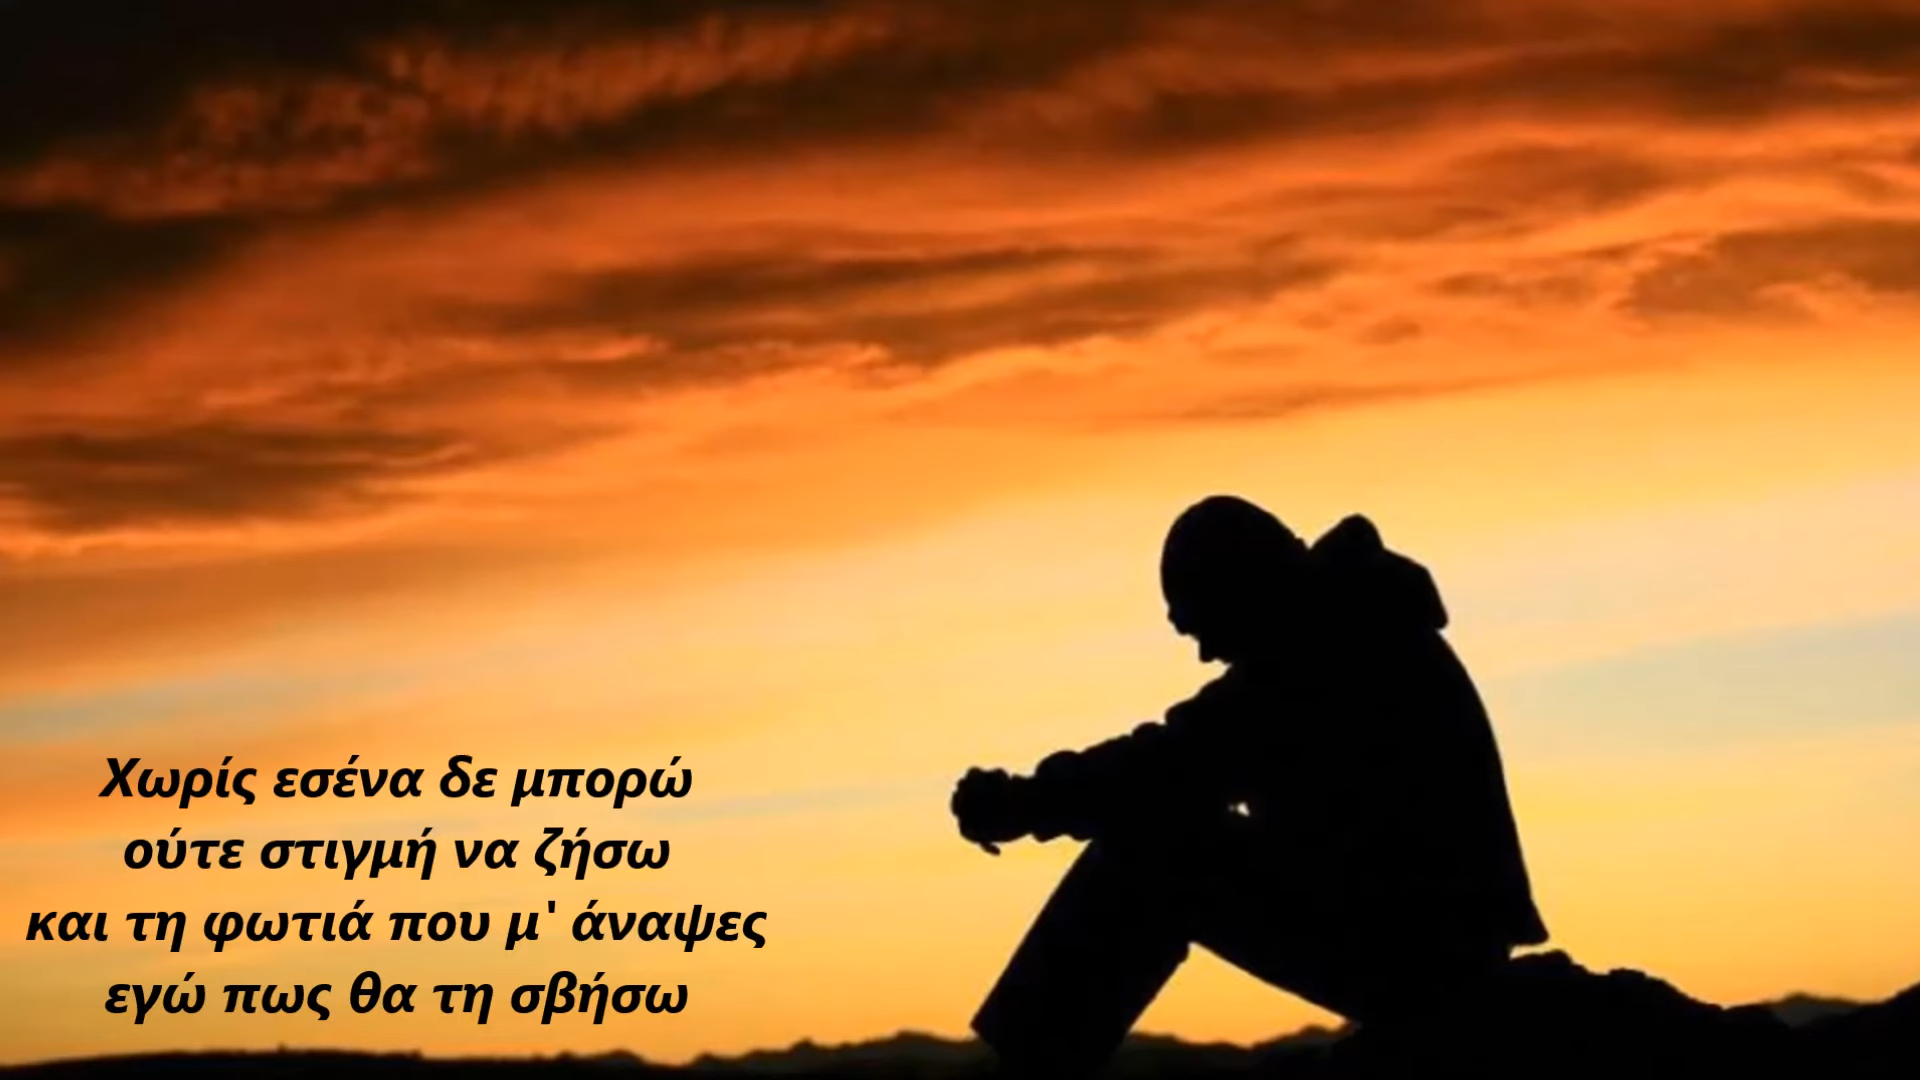 Χωρίς εσένα δε μπορώ
ούτε στιγμή να ζήσω
και τη φωτιά που μ' άναψες
εγώ πως θα τη σβήσω